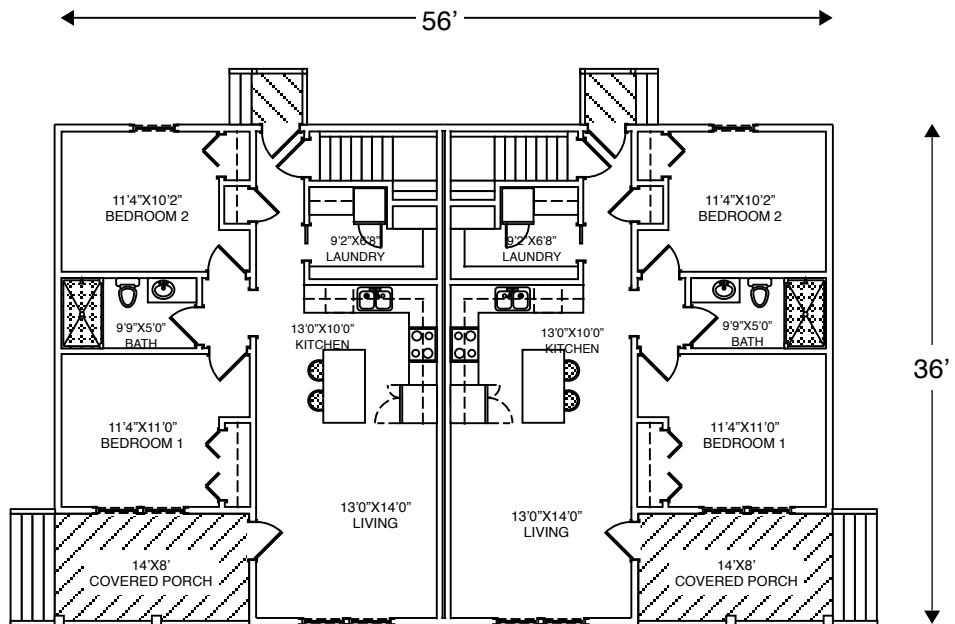 56’
11’4”X10’2”
BEDROOM 2
11’4”X10’2”
BEDROOM 2
9’2”X6’8”
LAUNDRY
9’2”X6’8”
LAUNDRY
9’9”X5’0”
BATH
13’0”X10’0”
KITCHEN
13’0”X10’0”
KITCHEN
9’9”X5’0”
BATH
36’
11’4”X11’0”
BEDROOM 1
11’4”X11’0”
BEDROOM 1
13’0”X14’0”
LIVING
13’0”X14’0”
LIVING
14’X8’
COVERED PORCH
14’X8’
COVERED PORCH